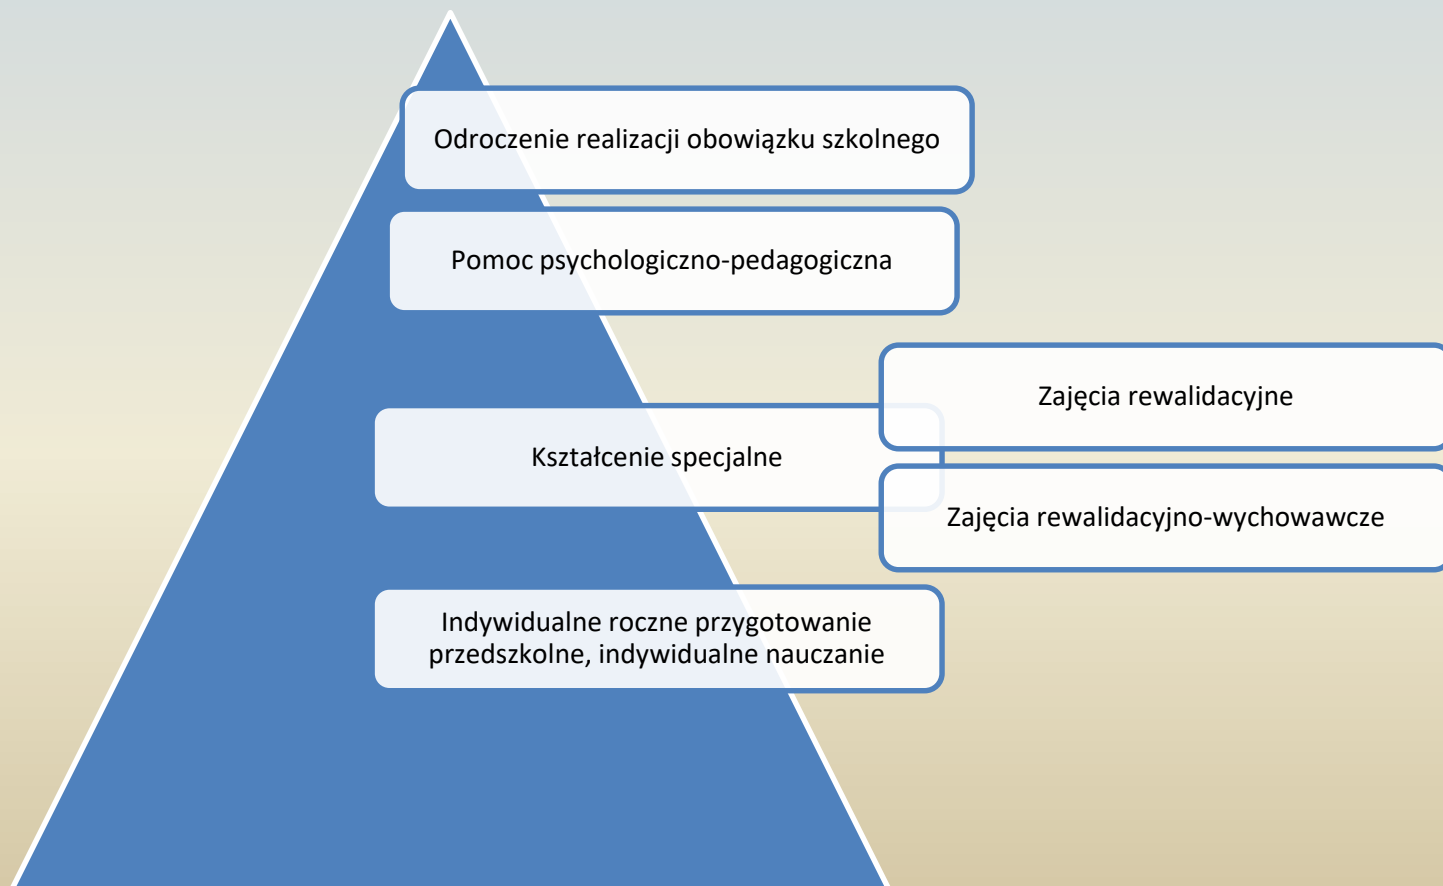 Odroczenie realizacji obowiązku szkolnego
Pomoc psychologiczno-pedagogiczna
Zajęcia rewalidacyjne
Kształcenie specjalne
Zajęcia rewalidacyjno-wychowawcze
Indywidualne roczne przygotowanie
przedszkolne, indywidualne nauczanie